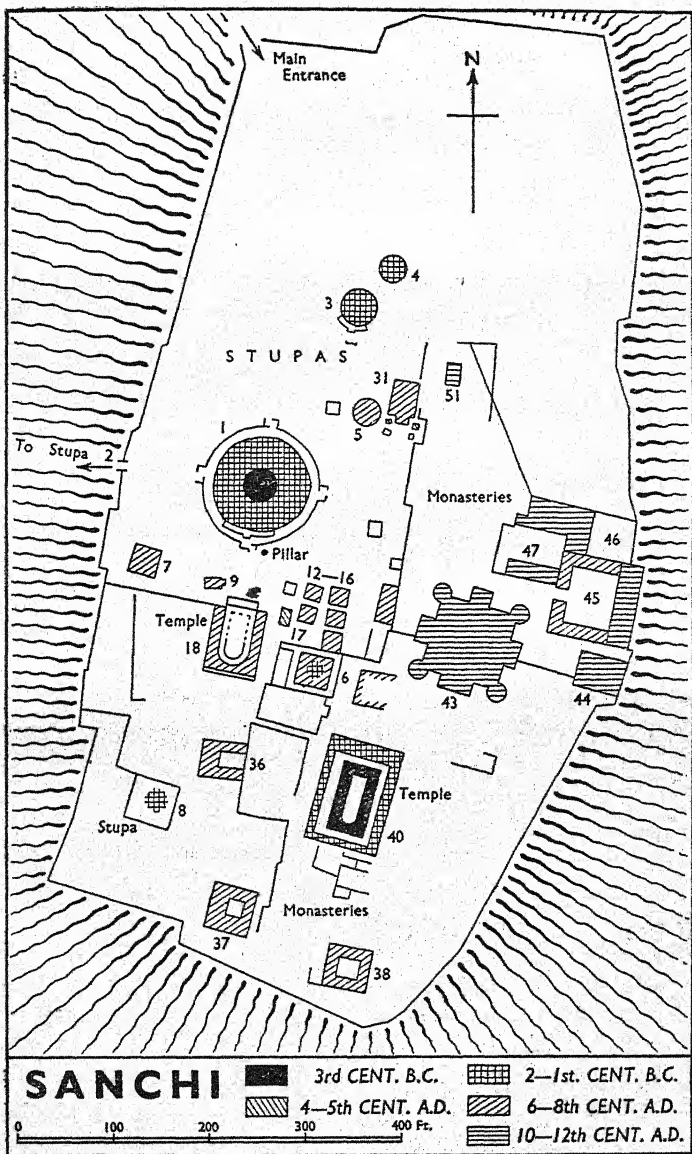 Main
Entrance
N
4
3
STUPAS
31
51
1
5
To Stupa 2
Monasteries
46
47
Pillar
45
7
9
12—16
Temple
17
18
6
43
44
36
Temple
8
Stupa
40
Monasteries
37
38
SANCHI
3rd CENT. B.C.
2—1st. CENT. B.C.
4—5th CENT. A.D.
6—8th CENT. A.D.
10—12th CENT. A.D.
0 100 200 300 400 Ft.